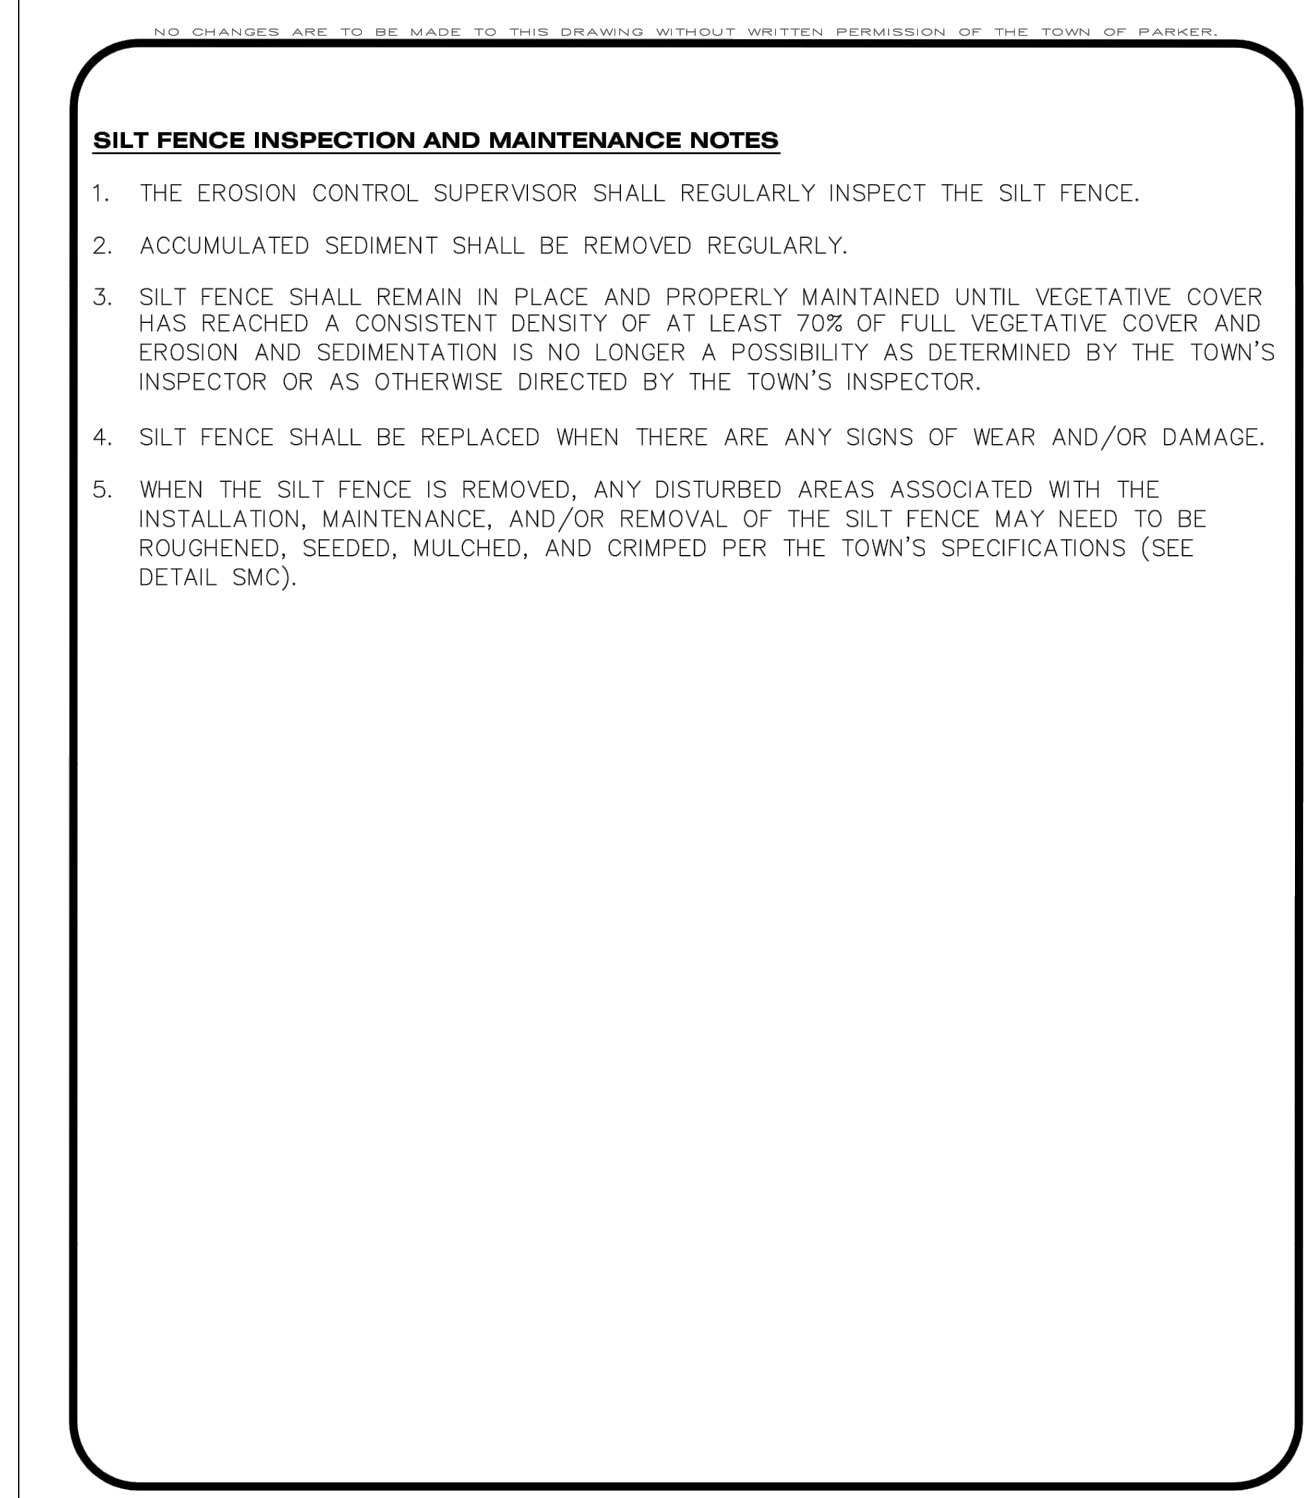 NO CHANGES ARE TO BE MADE TO THIS DRAWING WITHOUT WRITTEN PERMISSION OF THE TOWN OF PARKER.
SILT FENCE INSPECTION AND MAINTENANCE NOTES
1. THE EROSION CONTROL SUPERVISOR SHALL REGULARLY INSPECT THE SILT FENCE.
2. ACCUMULATED SEDIMENT SHALL BE REMOVED REGULARLY.
3. SILT FENCE SHALL REMAIN IN PLACE AND PROPERLY MAINTAINED UNTIL VEGETATIVE COVER
HAS REACHED A CONSISTENT DENSITY OF AT LEAST 70% OF FULL VEGETATIVE COVER AND
EROSION AND SEDIMENTATION IS NO LONGER A POSSIBILITY AS DETERMINED BY THE TOWN'S
INSPECTOR OR AS OTHERWISE DIRECTED BY THE TOWN'S INSPECTOR.
4. SILT FENCE SHALL BE REPLACED WHEN THERE ARE ANY SIGNS OF WEAR AND/OR DAMAGE.
5. WHEN THE SILT FENCE IS REMOVED, ANY DISTURBED AREAS ASSOCIATED WITH THE
INSTALLATION, MAINTENANCE, AND/OR REMOVAL OF THE SILT FENCE MAY NEED TO BE
ROUGHENED, SEEDED, MULCHED, AND CRIMPED PER THE TOWN'S SPECIFICATIONS (SEE
DETAIL SMC).